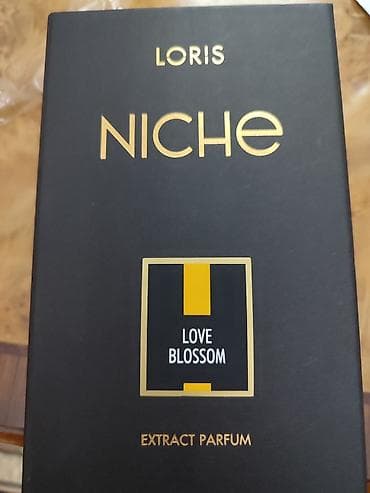 LORIS
NICHe
LOVE
BLOSSOM
EXTRACT PARFUM